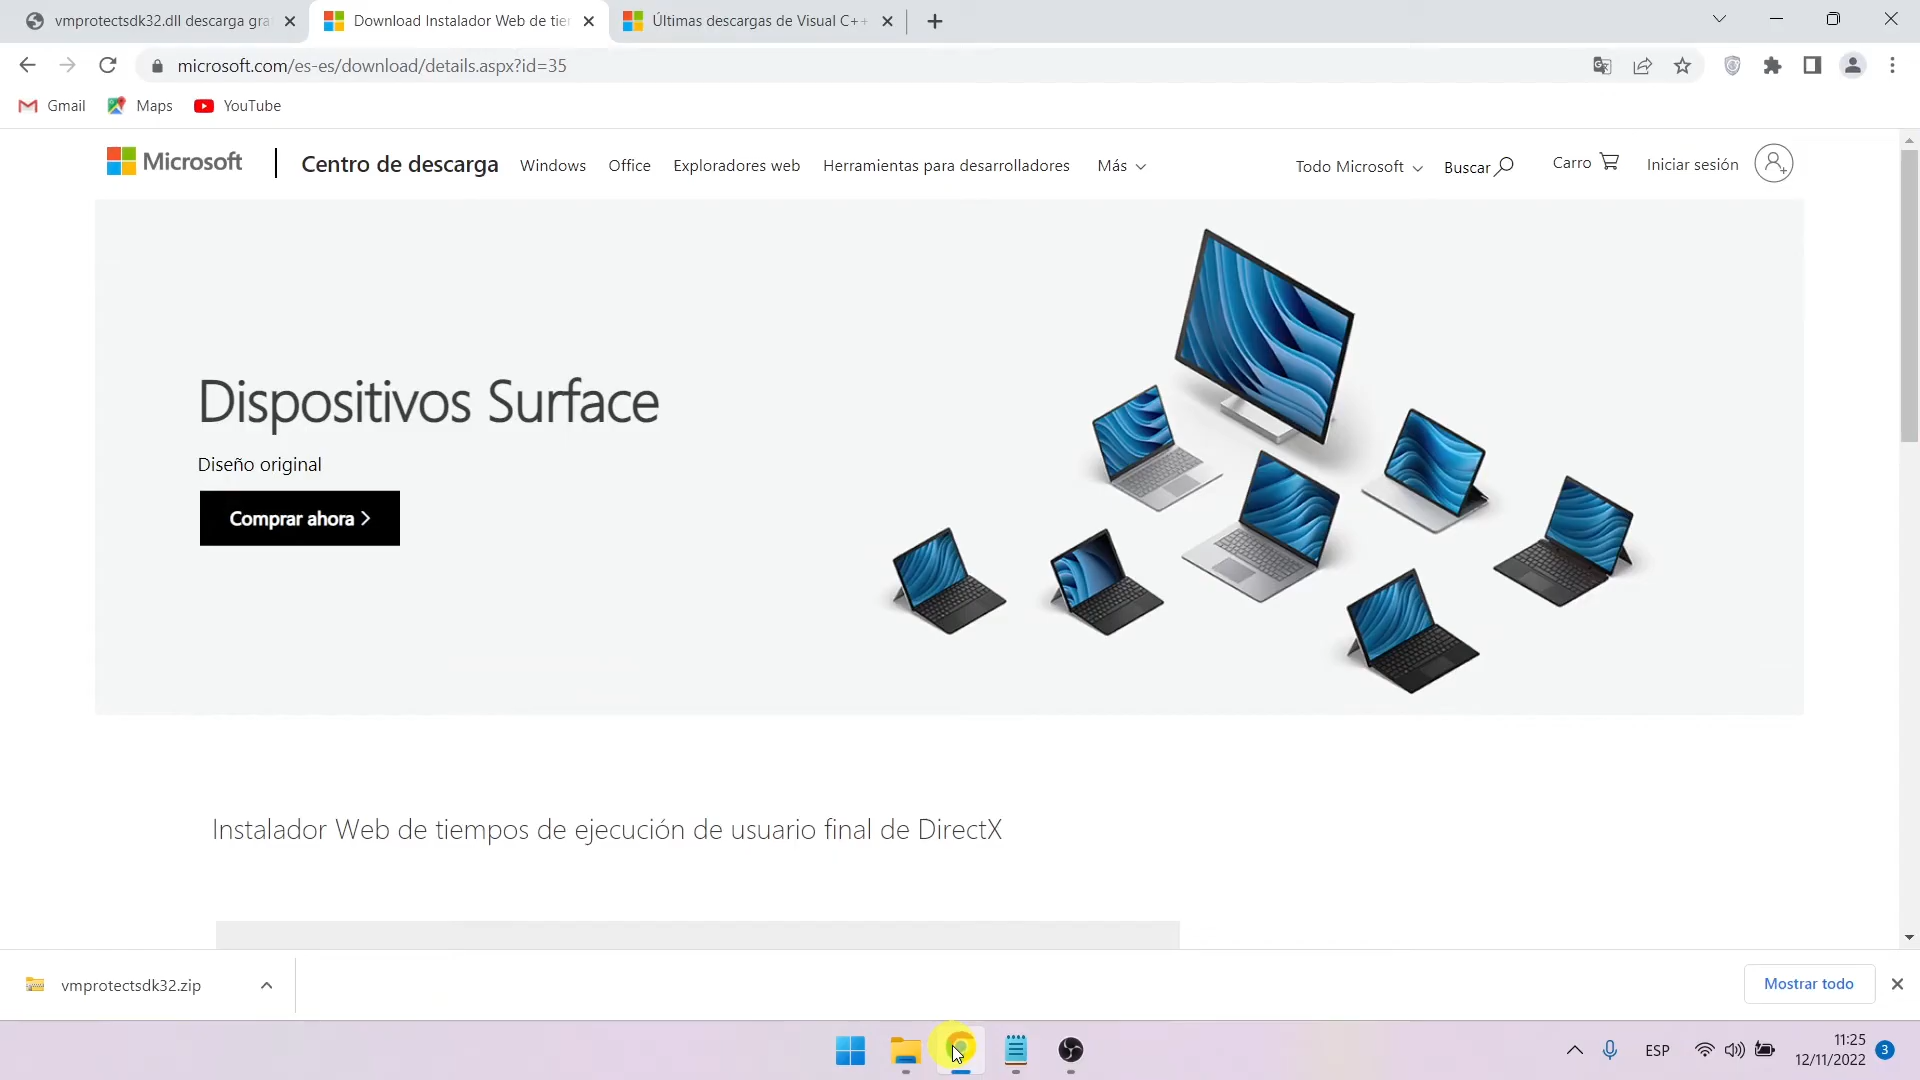 vmprotectsdk32.dll descarga gra
Download Instalador Web de tier
Últimas descargas de Visual C++
microsoft.com/es-es/download/details.aspx?id=35
Gmail
Maps
YouTube
Microsoft
Centro de descarga
Windows
Office
Exploradores web
Herramientas para desarrolladores
Más
Todo Microsoft
Buscar
Carro
Iniciar sesión
Dispositivos Surface
Diseño original
Comprar ahora
Instalador Web de tiempos de ejecución de usuario final de DirectX
vmprotectsdk32.zip
Mostrar todo
ESP
11:25
12/11/2022
3